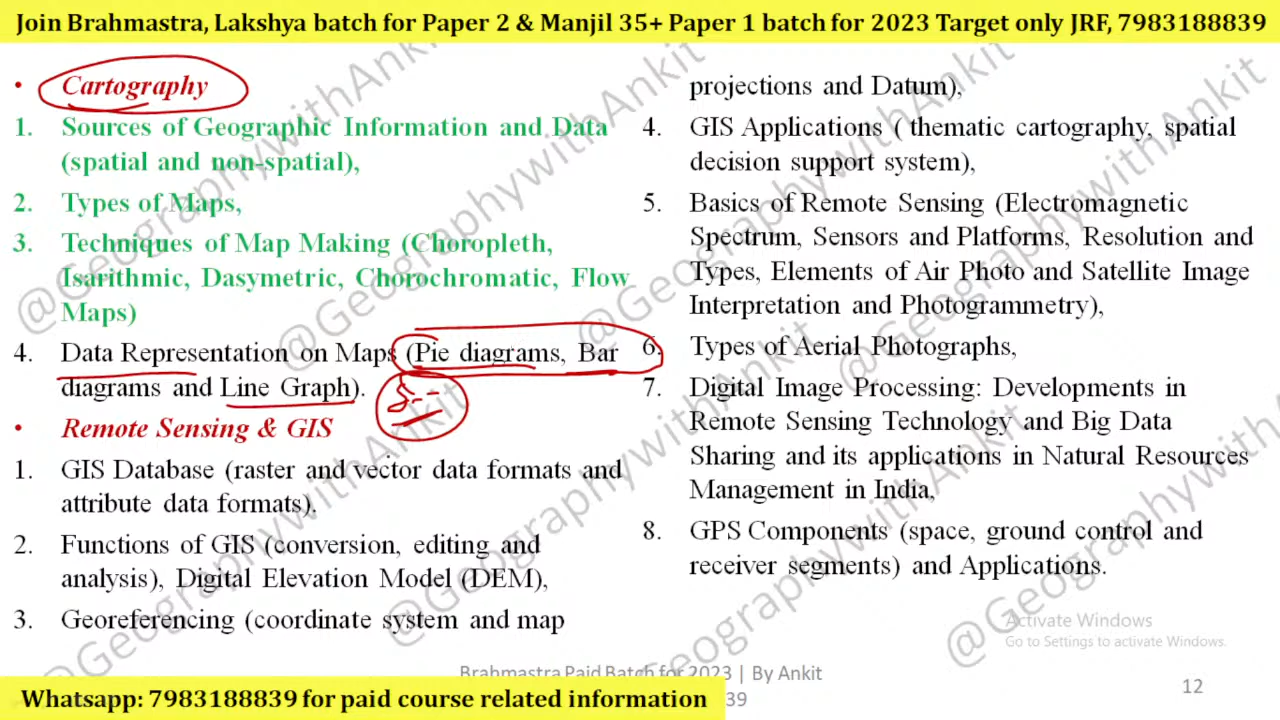 Join Brahmastra, Lakshya batch for Paper 2 & Manjil 35+ Paper 1 batch for 2023 Target only JRF, 7983188839
• Cartography
1. Sources of Geographic Information and Data
(spatial and non-spatial),
2. Types of Maps,
3. Techniques of Map Making (Choropleth,
Isarithmic, Dasymetric, Chorochromatic, Flow
Maps)
4. Data Representation on Maps (Pie diagrams, Bar
diagrams and Line Graph).
• Remote Sensing & GIS
1. GIS Database (raster and vector data formats and
attribute data formats).
2. Functions of GIS (conversion, editing and
analysis), Digital Elevation Model (DEM),
3. Georeferencing (coordinate system and map
projections and Datum),
4. GIS Applications ( thematic cartography, spatial
decision support system),
5. Basics of Remote Sensing (Electromagnetic
Spectrum, Sensors and Platforms, Resolution and
Types, Elements of Air Photo and Satellite Image
Interpretation and Photogrammetry),
6. Types of Aerial Photographs,
7. Digital Image Processing: Developments in
Remote Sensing Technology and Big Data
Sharing and its applications in Natural Resources
Management in India,
8. GPS Components (space, ground control and
receiver segments) and Applications.
@GeographywithAnkit
@GeographywithAnkit
@GeographywithAnkit
@GeographywithAnkit
@GeographywithAnkit
@GeographywithAnkit
@GeographywithAnkit
Activate Windows
Go to Settings to activate Windows.
Brahmastra Paid Batch for 2023 | By Ankit
39
12
Whatsapp: 7983188839 for paid course related information